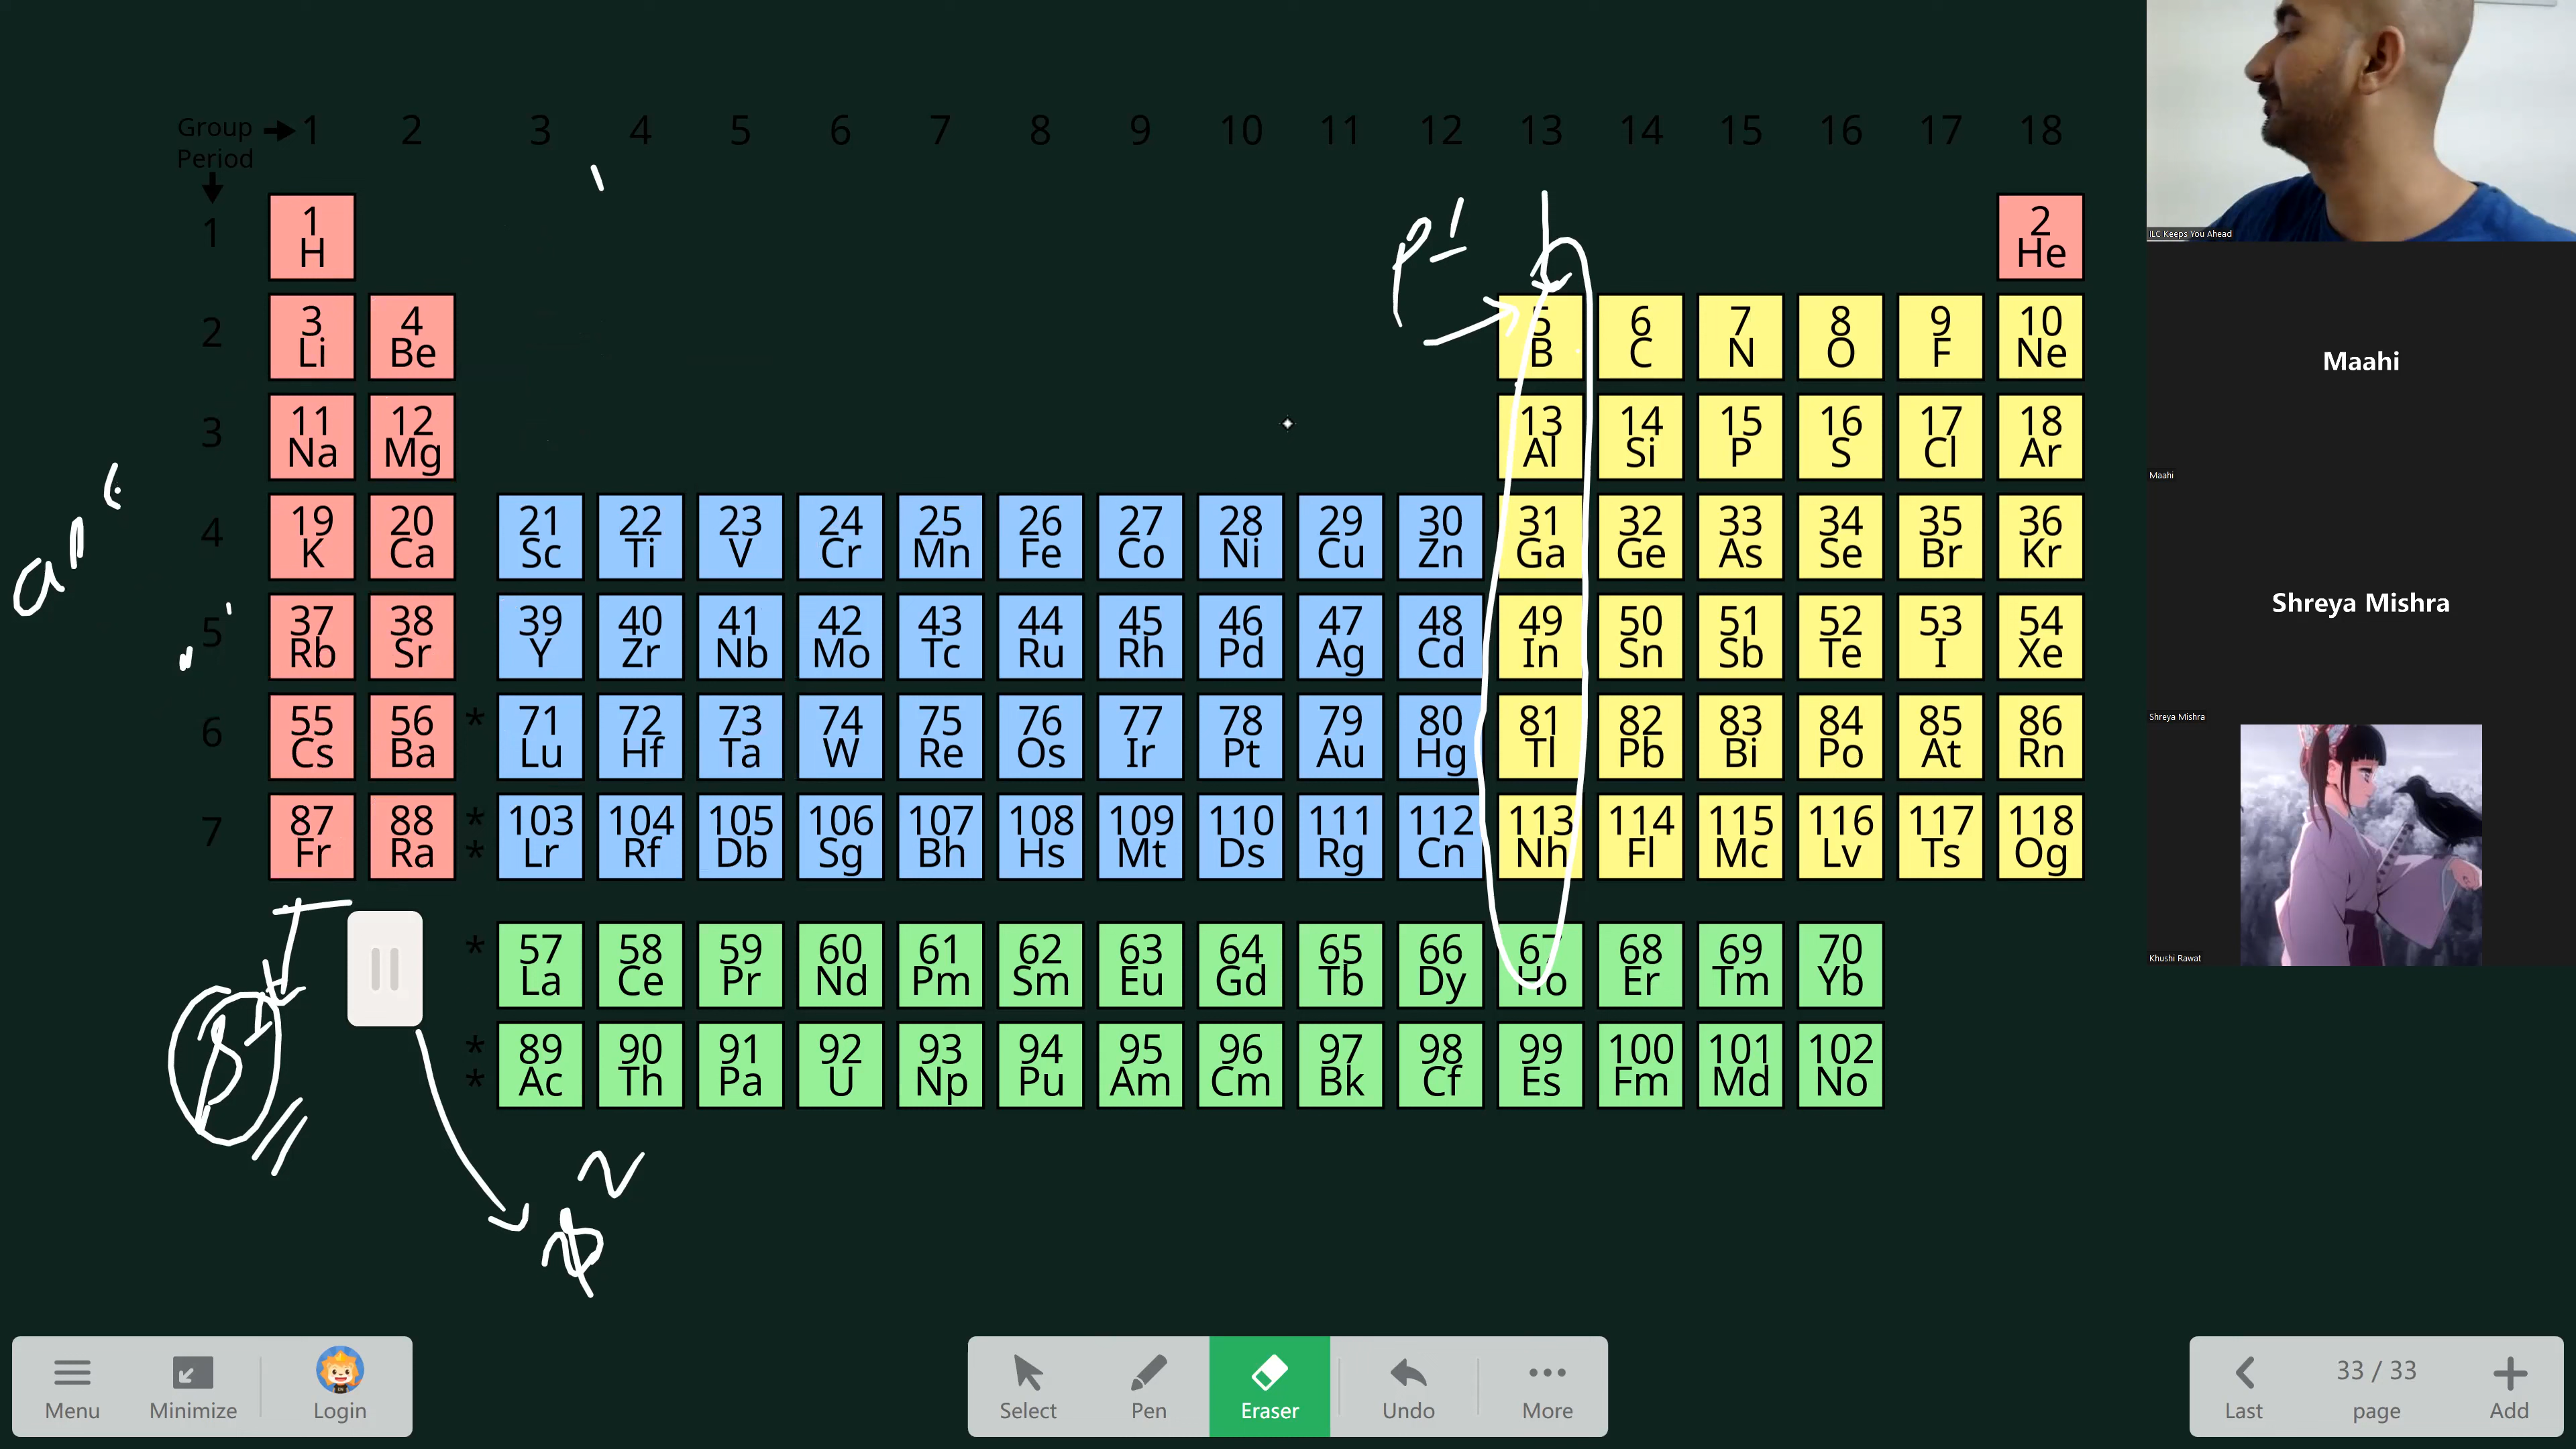 Group → 1 2 3 4 5 6 7 8 9 10 11 12 13 14 15 16 17 18
Period
1 1 H 2 He
2 3 Li 4 Be 5 B 6 C 7 N 8 O 9 F 10 Ne
3 11 Na 12 Mg 13 Al 14 Si 15 P 16 S 17 Cl 18 Ar
4 19 K 20 Ca 21 Sc 22 Ti 23 V 24 Cr 25 Mn 26 Fe 27 Co 28 Ni 29 Cu 30 Zn 31 Ga 32 Ge 33 As 34 Se 35 Br 36 Kr
5 37 Rb 38 Sr 39 Y 40 Zr 41 Nb 42 Mo 43 Tc 44 Ru 45 Rh 46 Pd 47 Ag 48 Cd 49 In 50 Sn 51 Sb 52 Te 53 I 54 Xe
6 55 Cs 56 Ba * 71 Lu 72 Hf 73 Ta 74 W 75 Re 76 Os 77 Ir 78 Pt 79 Au 80 Hg 81 Tl 82 Pb 83 Bi 84 Po 85 At 86 Rn
7 87 Fr 88 Ra ** 103 Lr 104 Rf 105 Db 106 Sg 107 Bh 108 Hs 109 Mt 110 Ds 111 Rg 112 Cn 113 Nh 114 Fl 115 Mc 116 Lv 117 Ts 118 Og
* 57 La 58 Ce 59 Pr 60 Nd 61 Pm 62 Sm 63 Eu 64 Gd 65 Tb 66 Dy 67 Ho 68 Er 69 Tm 70 Yb
** 89 Ac 90 Th 91 Pa 92 U 93 Np 94 Pu 95 Am 96 Cm 97 Bk 98 Cf 99 Es 100 Fm 101 Md 102 No
p1
s1
ILC Keeps You Ahead
Maahi
Maahi
Shreya Mishra
Shreya Mishra
Khushi Rawat
Menu Minimize Login
Select Pen Eraser Undo More
Last 33 / 33 page Add